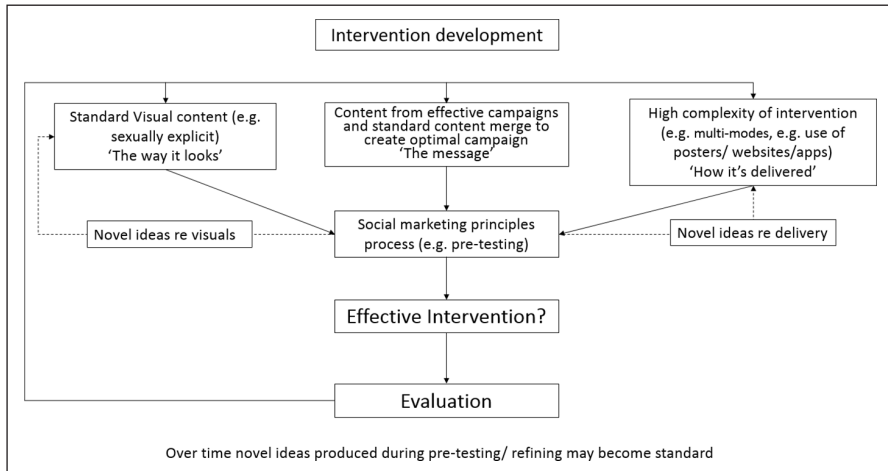 Intervention development
Standard Visual content (e.g.
sexually explicit)
‘The way it looks’
Content from effective campaigns
and standard content merge to
create optimal campaign
‘The message’
High complexity of intervention
(e.g. multi-modes, e.g. use of
posters/ websites/apps)
‘How it’s delivered’
Novel ideas re visuals
Social marketing principles
process (e.g. pre-testing)
Novel ideas re delivery
Effective Intervention?
Evaluation
Over time novel ideas produced during pre-testing/ refining may become standard